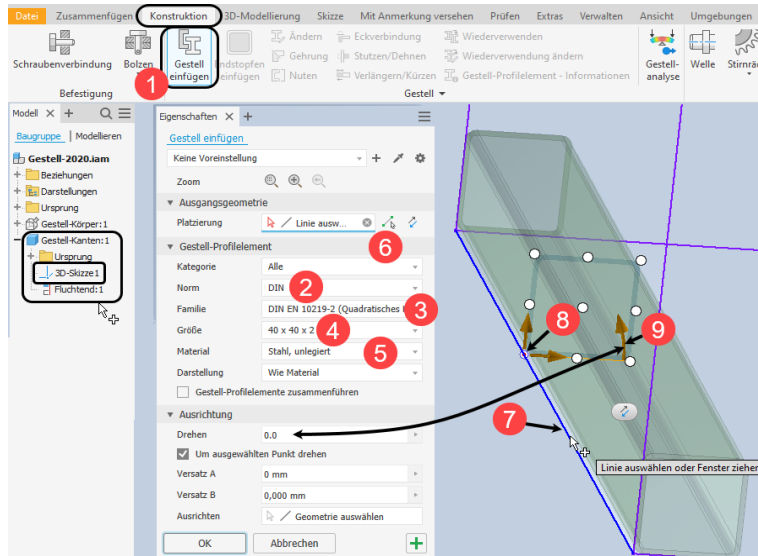 Datei Zusammenfügen Konstruktion 3D-Modellierung Skizze Mit Anmerkung versehen Prüfen Extras Verwalten Ansicht Umgebungen
Schraubenverbindung Bolzen
Gestell einfügen
Endstopfen einfügen
Ändern Eckverbindung Wiederverwenden
Gehrung Stutzen/Dehnen Wiederverwendung ändern
Nuten Verlängern/Kürzen Gestell-Profilelement - Informationen
Gestell-
analyse
Welle
Stirnrä
Befestigung Gestell
1
Modell × +
Baugruppe | Modellieren
Gestell-2020.iam
Beziehungen
Darstellungen
Ursprung
Gestell-Körper:1
Gestell-Kanten:1
Ursprung
3D-Skizze1
Fluchtend:1
Eigenschaften × +
Gestell einfügen
Keine Voreinstellung
Zoom
Ausgangsgeometrie
Platzierung Linie ausw...
6
Gestell-Profilelement
Kategorie Alle
Norm DIN 2
Familie DIN EN 10219-2 (Quadratisches 3
Größe 40 x 40 x 2 4
Material Stahl, unlegiert 5
Darstellung Wie Material
Gestell-Profilelemente zusammenführen
Ausrichtung
Drehen 0.0
Um ausgewählten Punkt drehen
Versatz A 0 mm
Versatz B 0,000 mm
Ausrichten Geometrie auswählen
OK Abbrechen +
8 9
7
Linie auswählen oder Fenster ziehen